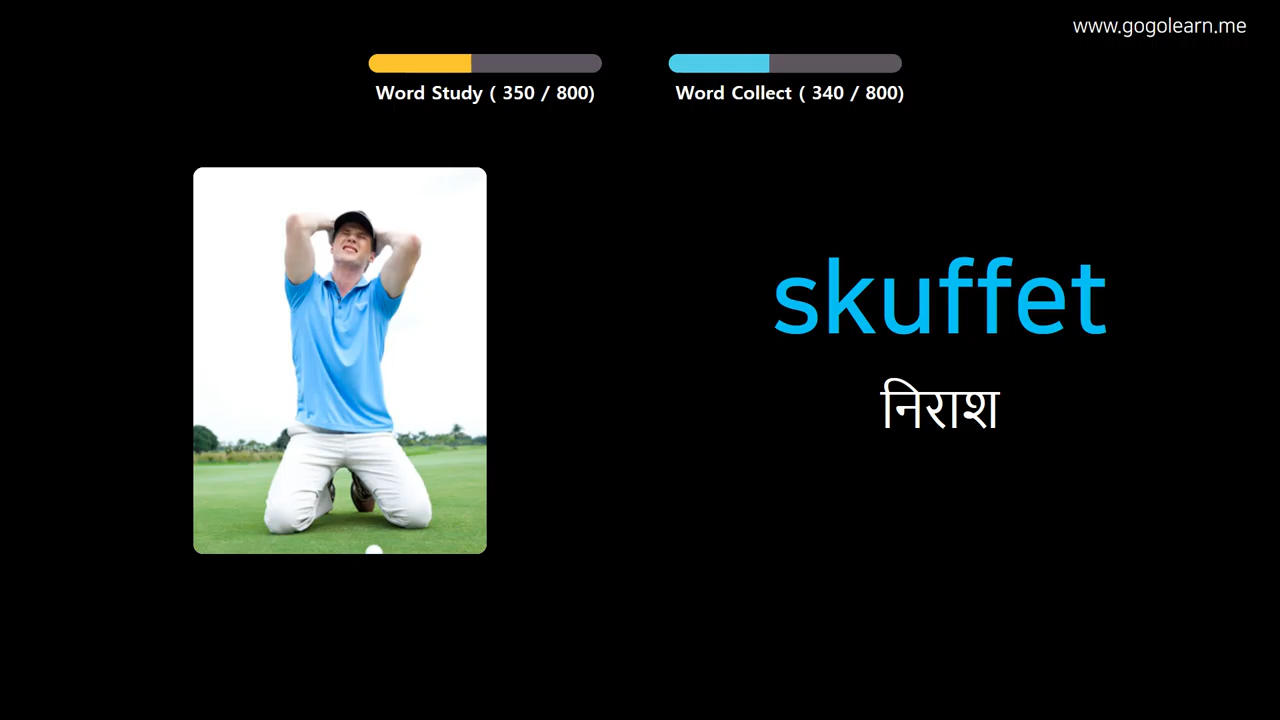 www.gogolearn.me
Word Study ( 350 / 800)
Word Collect ( 340 / 800)
skuffet
निराश